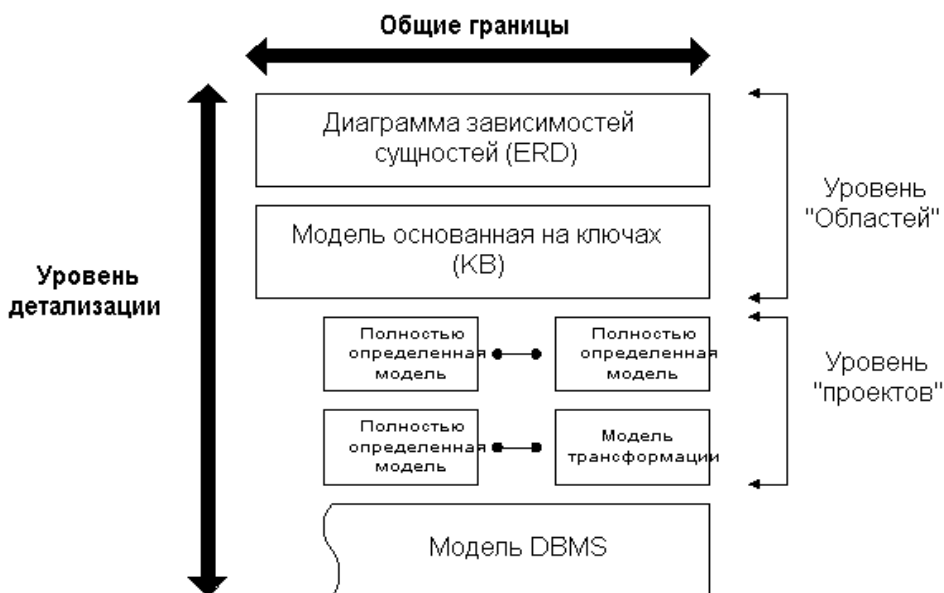 Общие границы
Диаграмма зависимостей
сущностей (ERD)
Уровень
"Областей"
Модель основанная на ключах
(KB)
Уровень
детализации
Полностью
определенная
модель
Полностью
определенная
модель
Уровень
"проектов"
Полностью
определенная
модель
Модель
трансформации
Модель DBMS